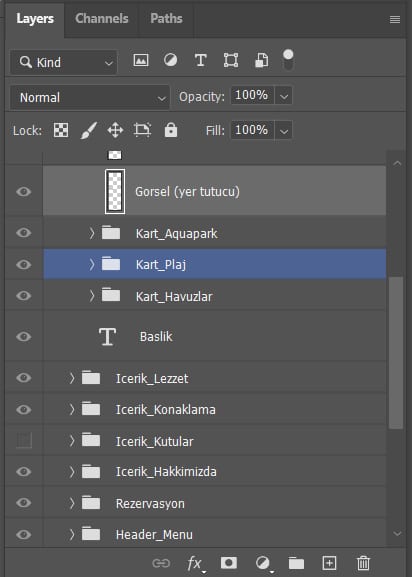 Layers Channels Paths
Kind
Normal Opacity: 100%
Lock: Fill: 100%
Gorsel (yer tutucu)
Kart_Aquapark
Kart_Plaj
Kart_Havuzlar
T Baslik
Icerik_Lezzet
Icerik_Konaklama
Icerik_Kutular
Icerik_Hakkimizda
Rezervasyon
Header_Menu
fx